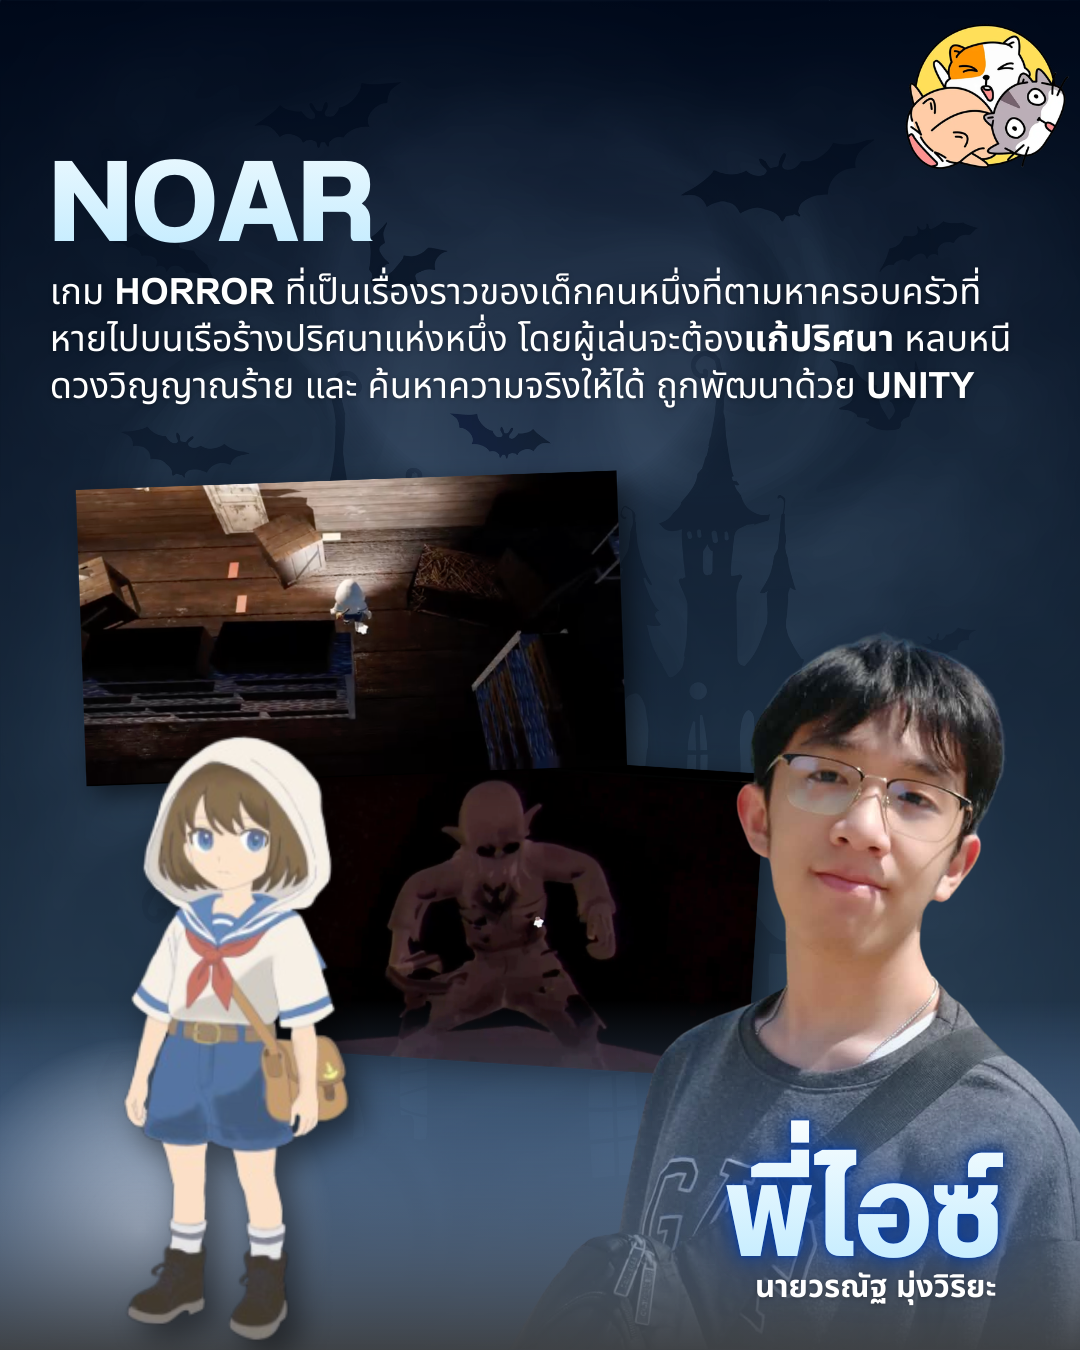 NOAR
เกม HORROR ที่เป็นเรื่องราวของเด็กคนหนึ่งที่ตามหาครอบครัวที่
หายไปบนเรือร้างปริศนาแห่งหนึ่ง โดยผู้เล่นจะต้องแก้ปริศนา หลบหนี
ดวงวิญญาณร้าย และ ค้นหาความจริงให้ได้ ถูกพัฒนาด้วย UNITY
พี่ไอซ์
นายวรณัฐ มุ่งวิริยะ